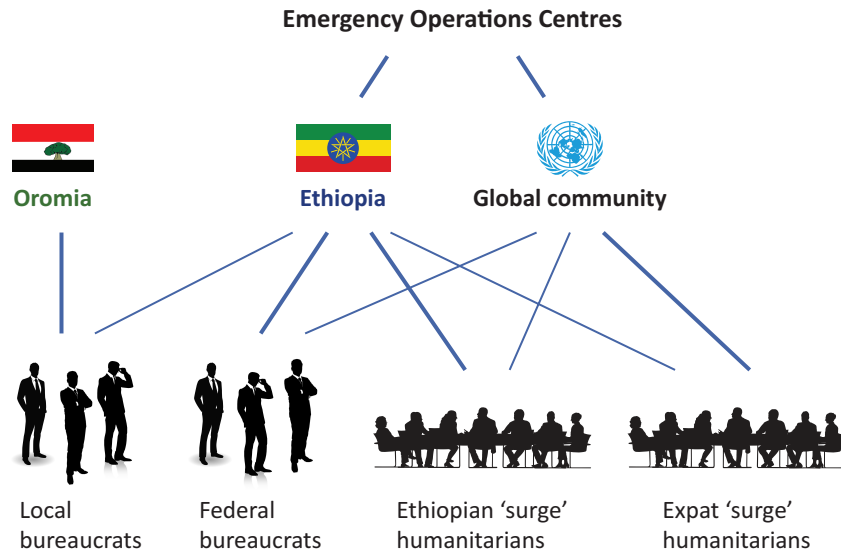 Emergency Operations Centres
Oromia
Ethiopia
Global community
Local
bureaucrats
Federal
bureaucrats
Ethiopian ‘surge’
humanitarians
Expat ‘surge’
humanitarians